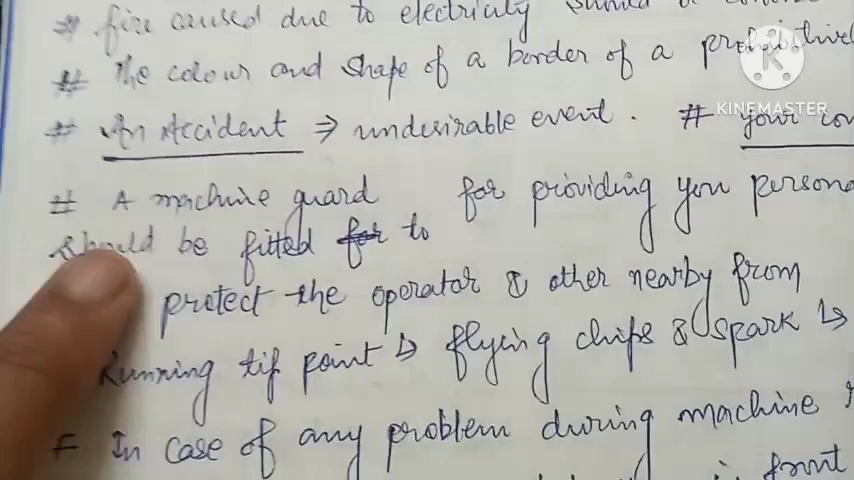 ⇒ fire caused due to electricity should
# The colour and shape of a border of a prohibitive
# An Accident ⇒ undesirable event. # your
# A machine guard for providing you
should be fitted to
protect the operator & other nearby from
Running tip point ↳ flying chips & spark ↳
In case of any problem during machine
in front
KINEMASTER